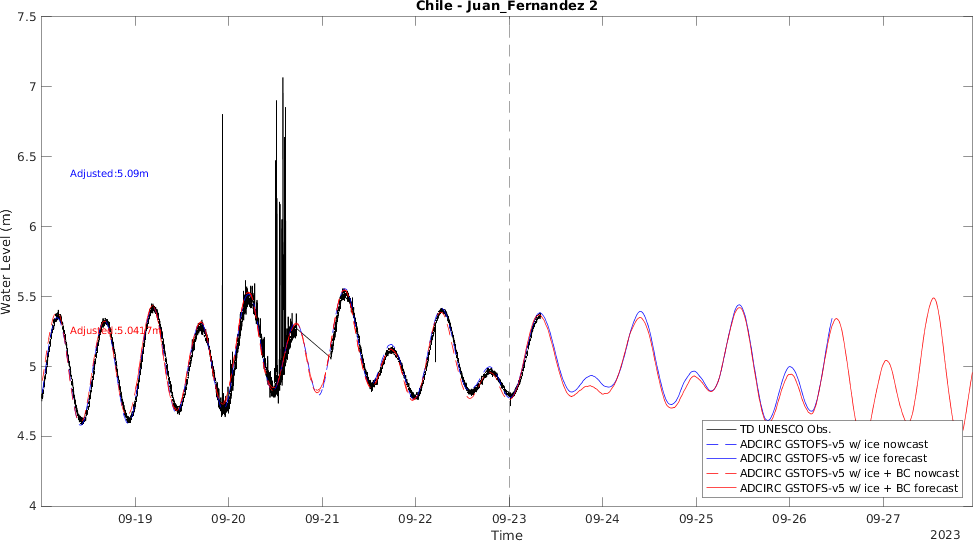 Chile - Juan_Fernandez 2
7.5
7
6.5
6
5.5
5
4.5
4
Water Level (m)
Adjusted:5.09m
Adjusted:5.0417m
TD UNESCO Obs.
ADCIRC GSTOFS-v5 w/ ice nowcast
ADCIRC GSTOFS-v5 w/ ice forecast
ADCIRC GSTOFS-v5 w/ ice + BC nowcast
ADCIRC GSTOFS-v5 w/ ice + BC forecast
09-19 09-20 09-21 09-22 09-23 09-24 09-25 09-26 09-27
Time
2023